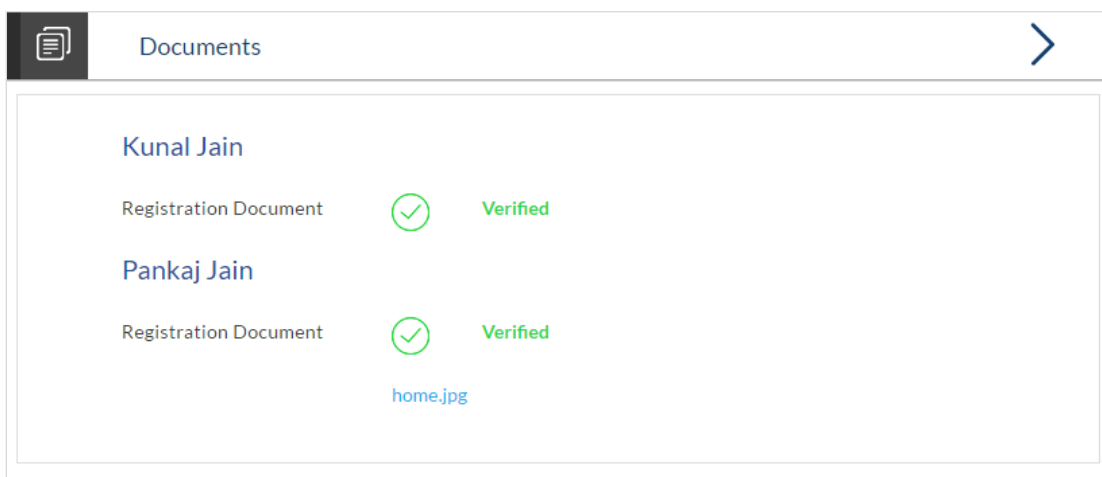 Documents
Kunal Jain
Registration Document Verified
Pankaj Jain
Registration Document Verified
home.jpg